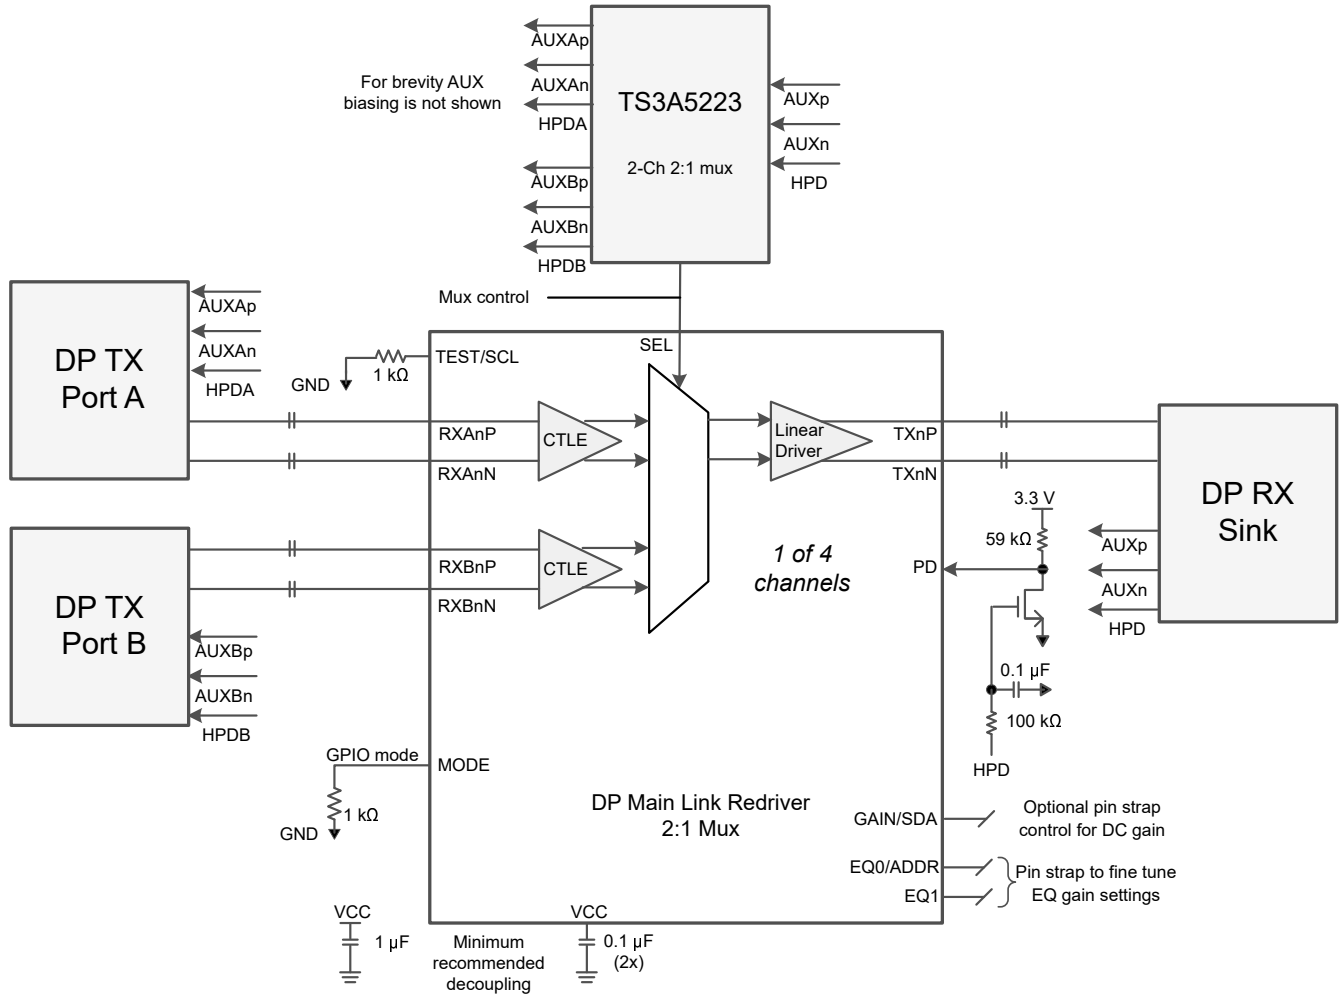 AUXAp
For brevity AUX
biasing is not shown
AUXAn
HPDA
AUXBp
AUXBn
HPDB
TS3A5223
2-Ch 2:1 mux
AUXp
AUXn
HPD
Mux control
DP TX
Port A
AUXAp
AUXAn
HPDA
GND
1 kΩ
TEST/SCL
SEL
RXAnP
RXAnN
CTLE
Linear
Driver
TXnP
TXnN
DP RX
Sink
AUXp
AUXn
HPD
DP TX
Port B
AUXBp
AUXBn
HPDB
RXBnP
RXBnN
CTLE
1 of 4
channels
PD
3.3 V
59 kΩ
0.1 µF
100 kΩ
HPD
GPIO mode
MODE
1 kΩ
GND
DP Main Link Redriver
2:1 Mux
GAIN/SDA
Optional pin strap
control for DC gain
EQ0/ADDR
EQ1
Pin strap to fine tune
EQ gain settings
VCC
1 µF
Minimum
recommended
decoupling
VCC
0.1 µF
(2x)